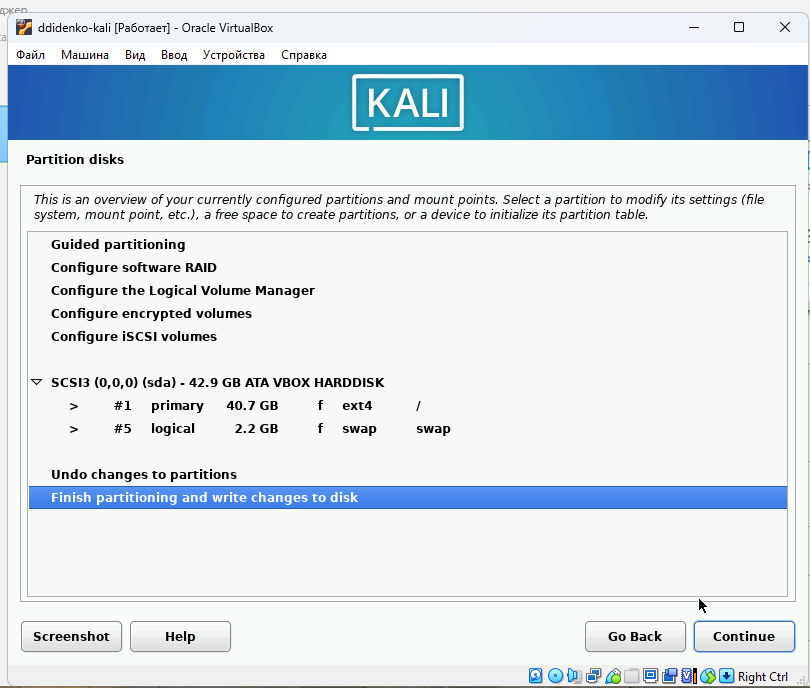 джер
ddidenko-kali [Работает] - Oracle VirtualBox
Файл Машина Вид Ввод Устройства Справка
KALI
Partition disks
This is an overview of your currently configured partitions and mount points. Select a partition to modify its settings (file
system, mount point, etc.), a free space to create partitions, or a device to initialize its partition table.
Guided partitioning
Configure software RAID
Configure the Logical Volume Manager
Configure encrypted volumes
Configure iSCSI volumes
SCSI3 (0,0,0) (sda) - 42.9 GB ATA VBOX HARDDISK
> #1 primary 40.7 GB f ext4 /
> #5 logical 2.2 GB f swap swap
Undo changes to partitions
Finish partitioning and write changes to disk
Screenshot Help Go Back Continue
Right Ctrl